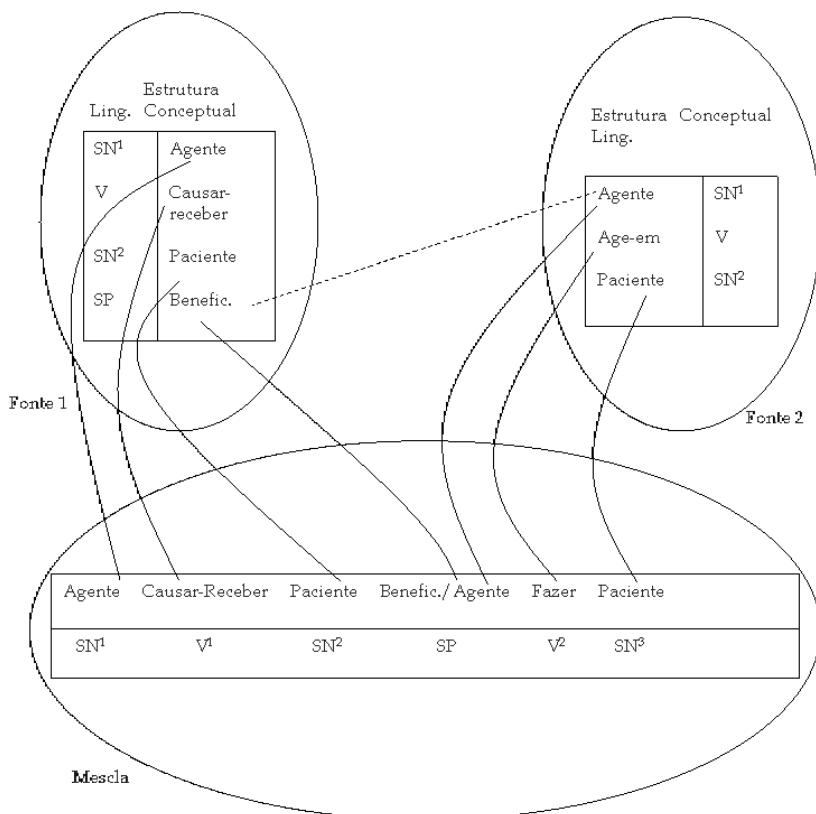 Estrutura
Ling. Conceptual
SN¹ Agente
V Causar-
receber
SN² Paciente
SP Benefic.
Fonte 1
Estrutura Conceptual
Ling.
Agente SN¹
Age-em V
Paciente SN²
Fonte 2
Agente Causar-Receber Paciente Benefic./ Agente Fazer Paciente
SN¹ V¹ SN² SP V² SN³
Mescla